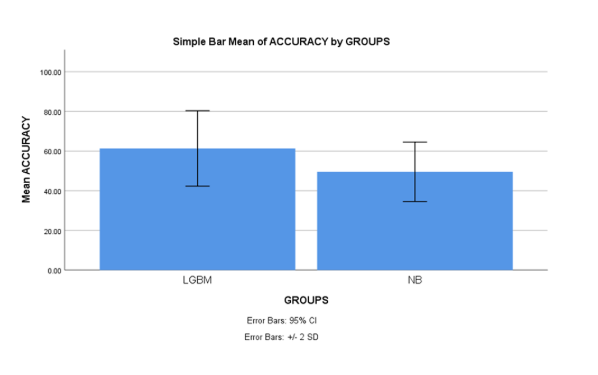 Simple Bar Mean of ACCURACY by GROUPS
Mean ACCURACY
100.00
80.00
60.00
40.00
20.00
0.00
LGBM
NB
GROUPS
Error Bars: 95% CI
Error Bars: +/- 2 SD